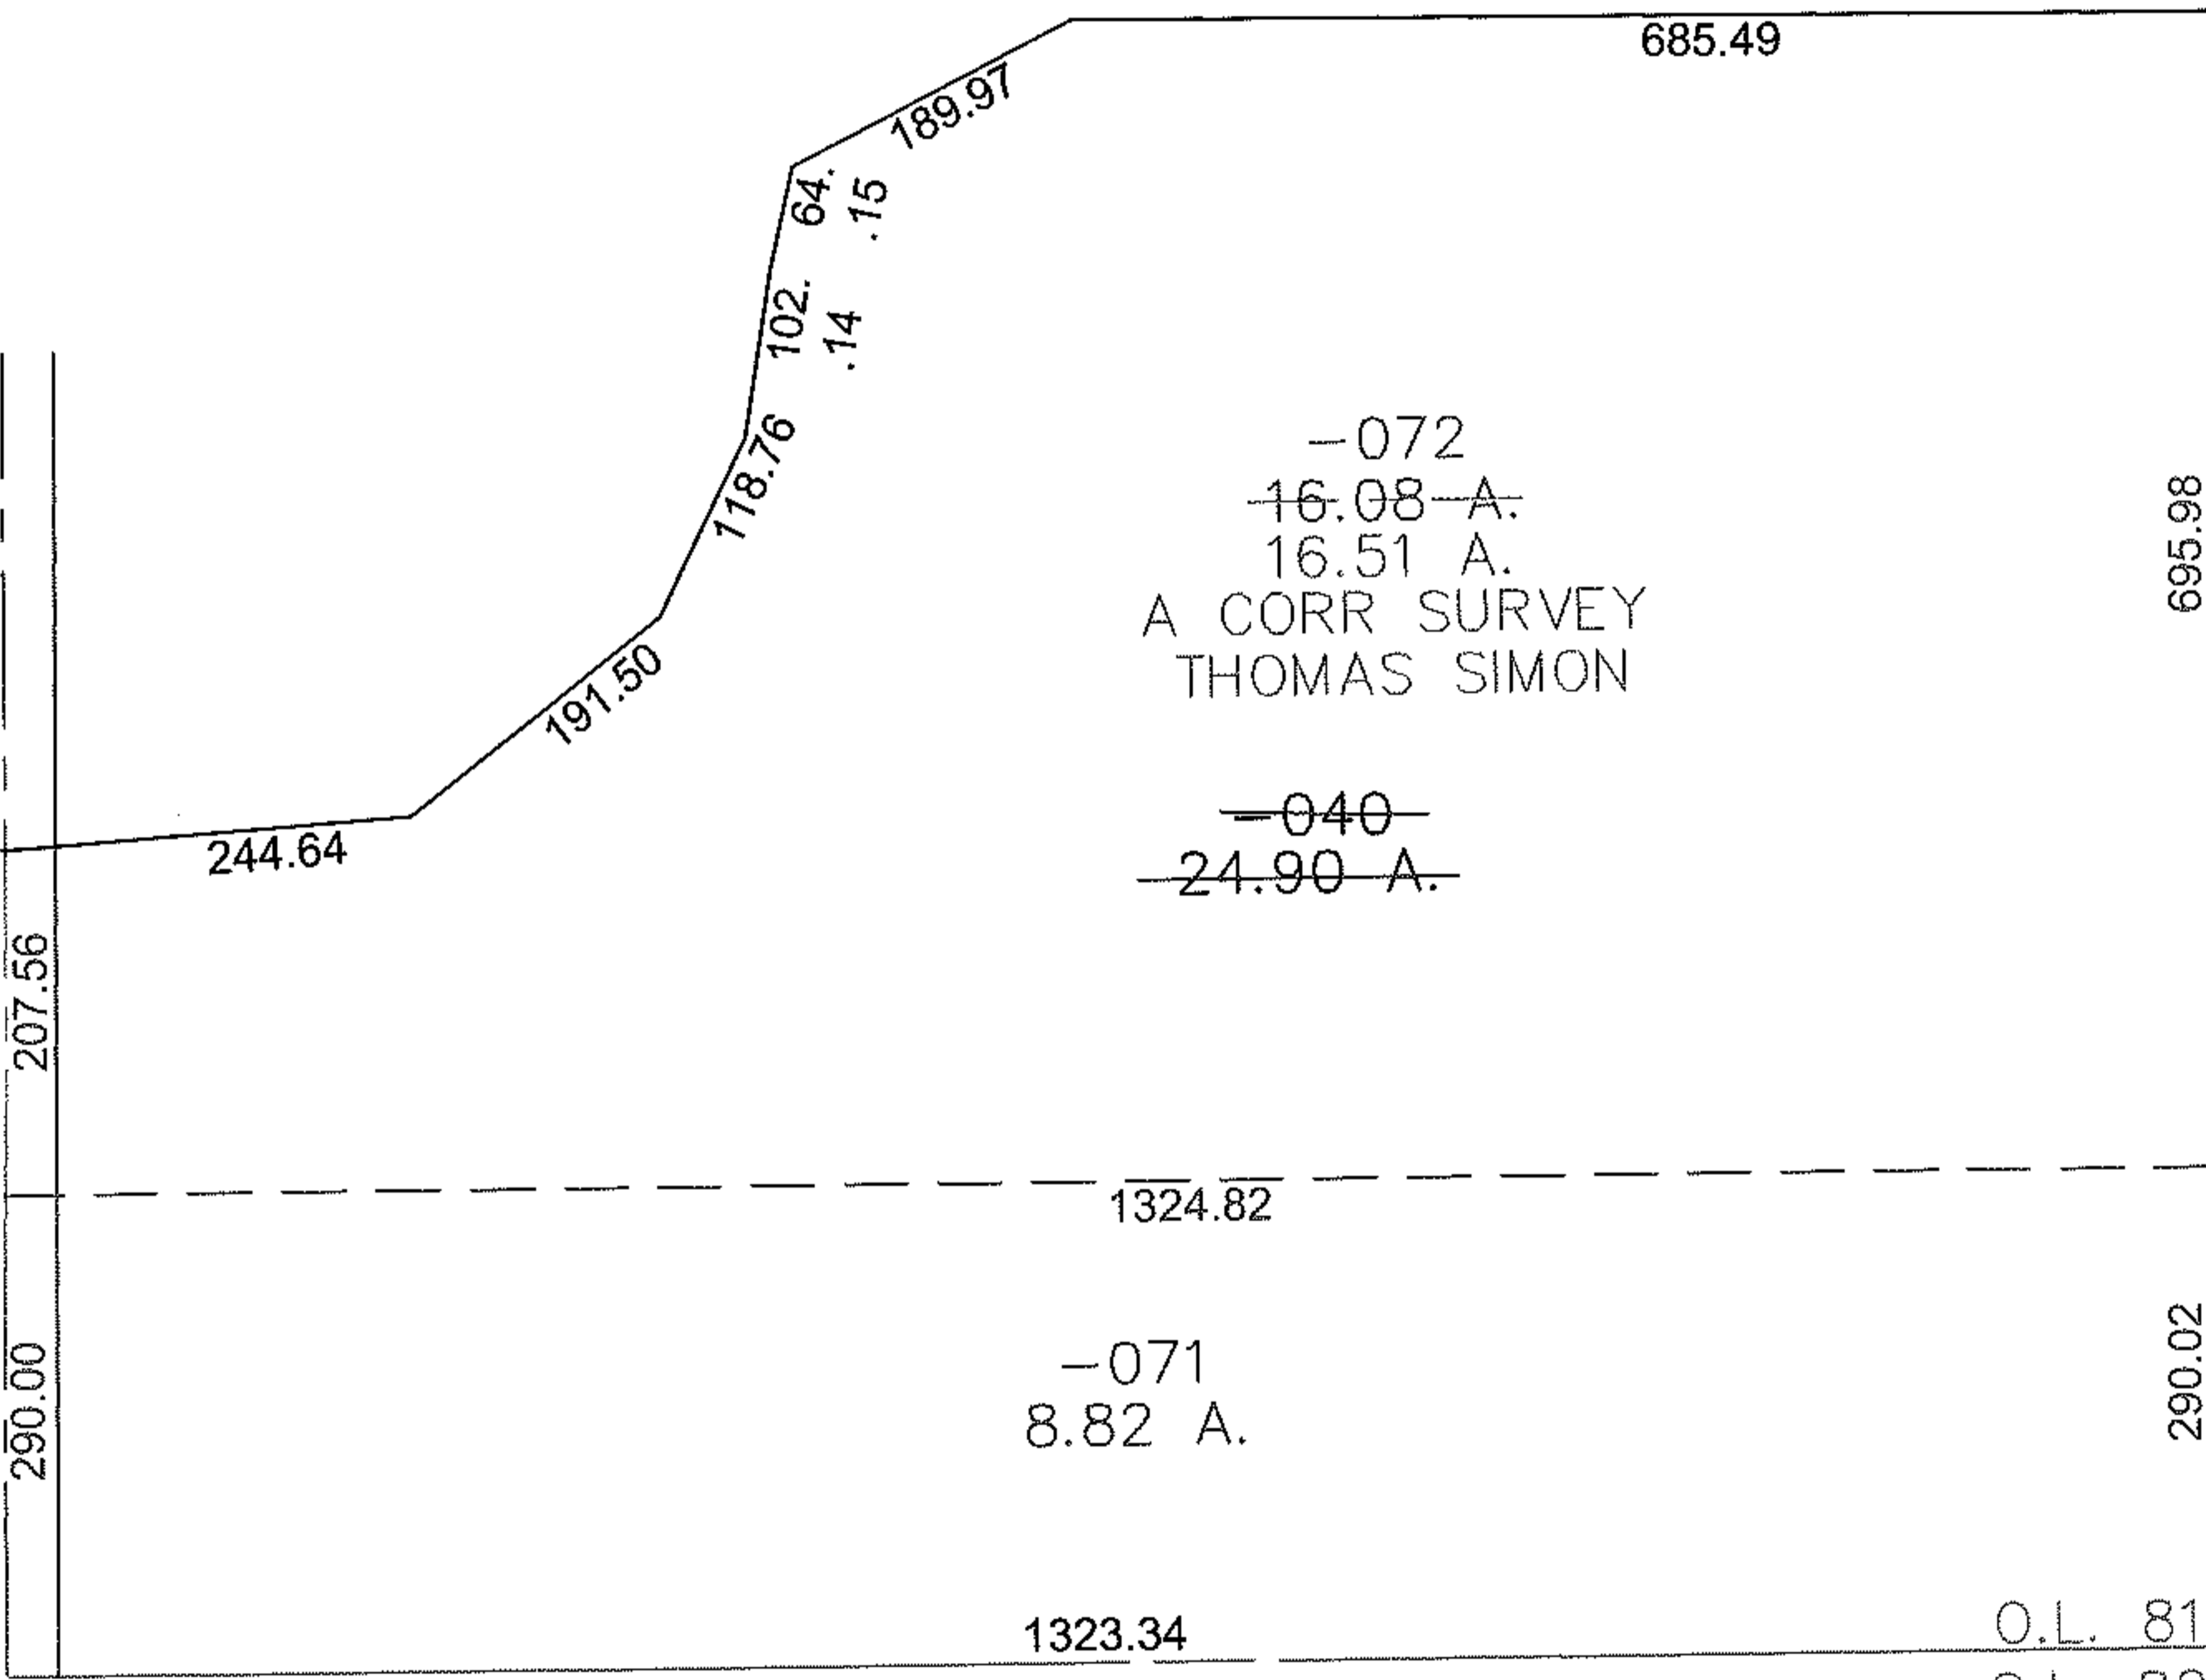 685.49
189.97
64.
.15
102.
.14
118.76
-072
16.08 A.
16.51 A.
A CORR SURVEY
THOMAS SIMON
695.98
191.50
-040
24.90 A.
244.64
207.56
1324.82
290.00
-071
8.82 A.
290.02
1323.34
O.L. 81